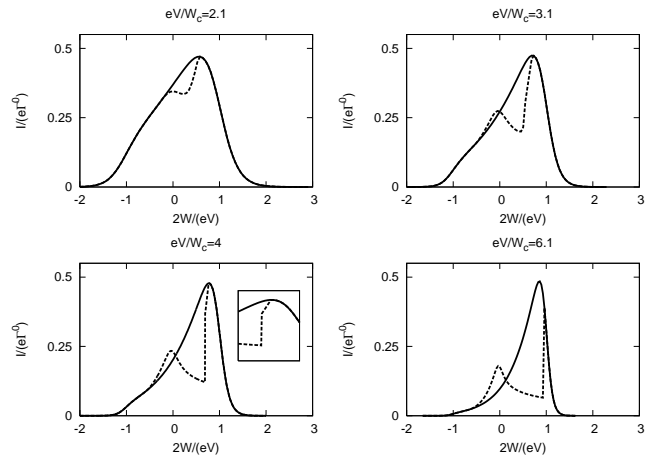 eV/W_c=2.1
0.5
0.25
0
I/(eΓ^0)
-2 -1 0 1 2 3
2W/(eV)
eV/W_c=3.1
0.5
0.25
0
I/(eΓ^0)
-2 -1 0 1 2 3
2W/(eV)
eV/W_c=4
0.5
0.25
0
I/(eΓ^0)
-2 -1 0 1 2 3
2W/(eV)
eV/W_c=6.1
0.5
0.25
0
I/(eΓ^0)
-2 -1 0 1 2 3
2W/(eV)